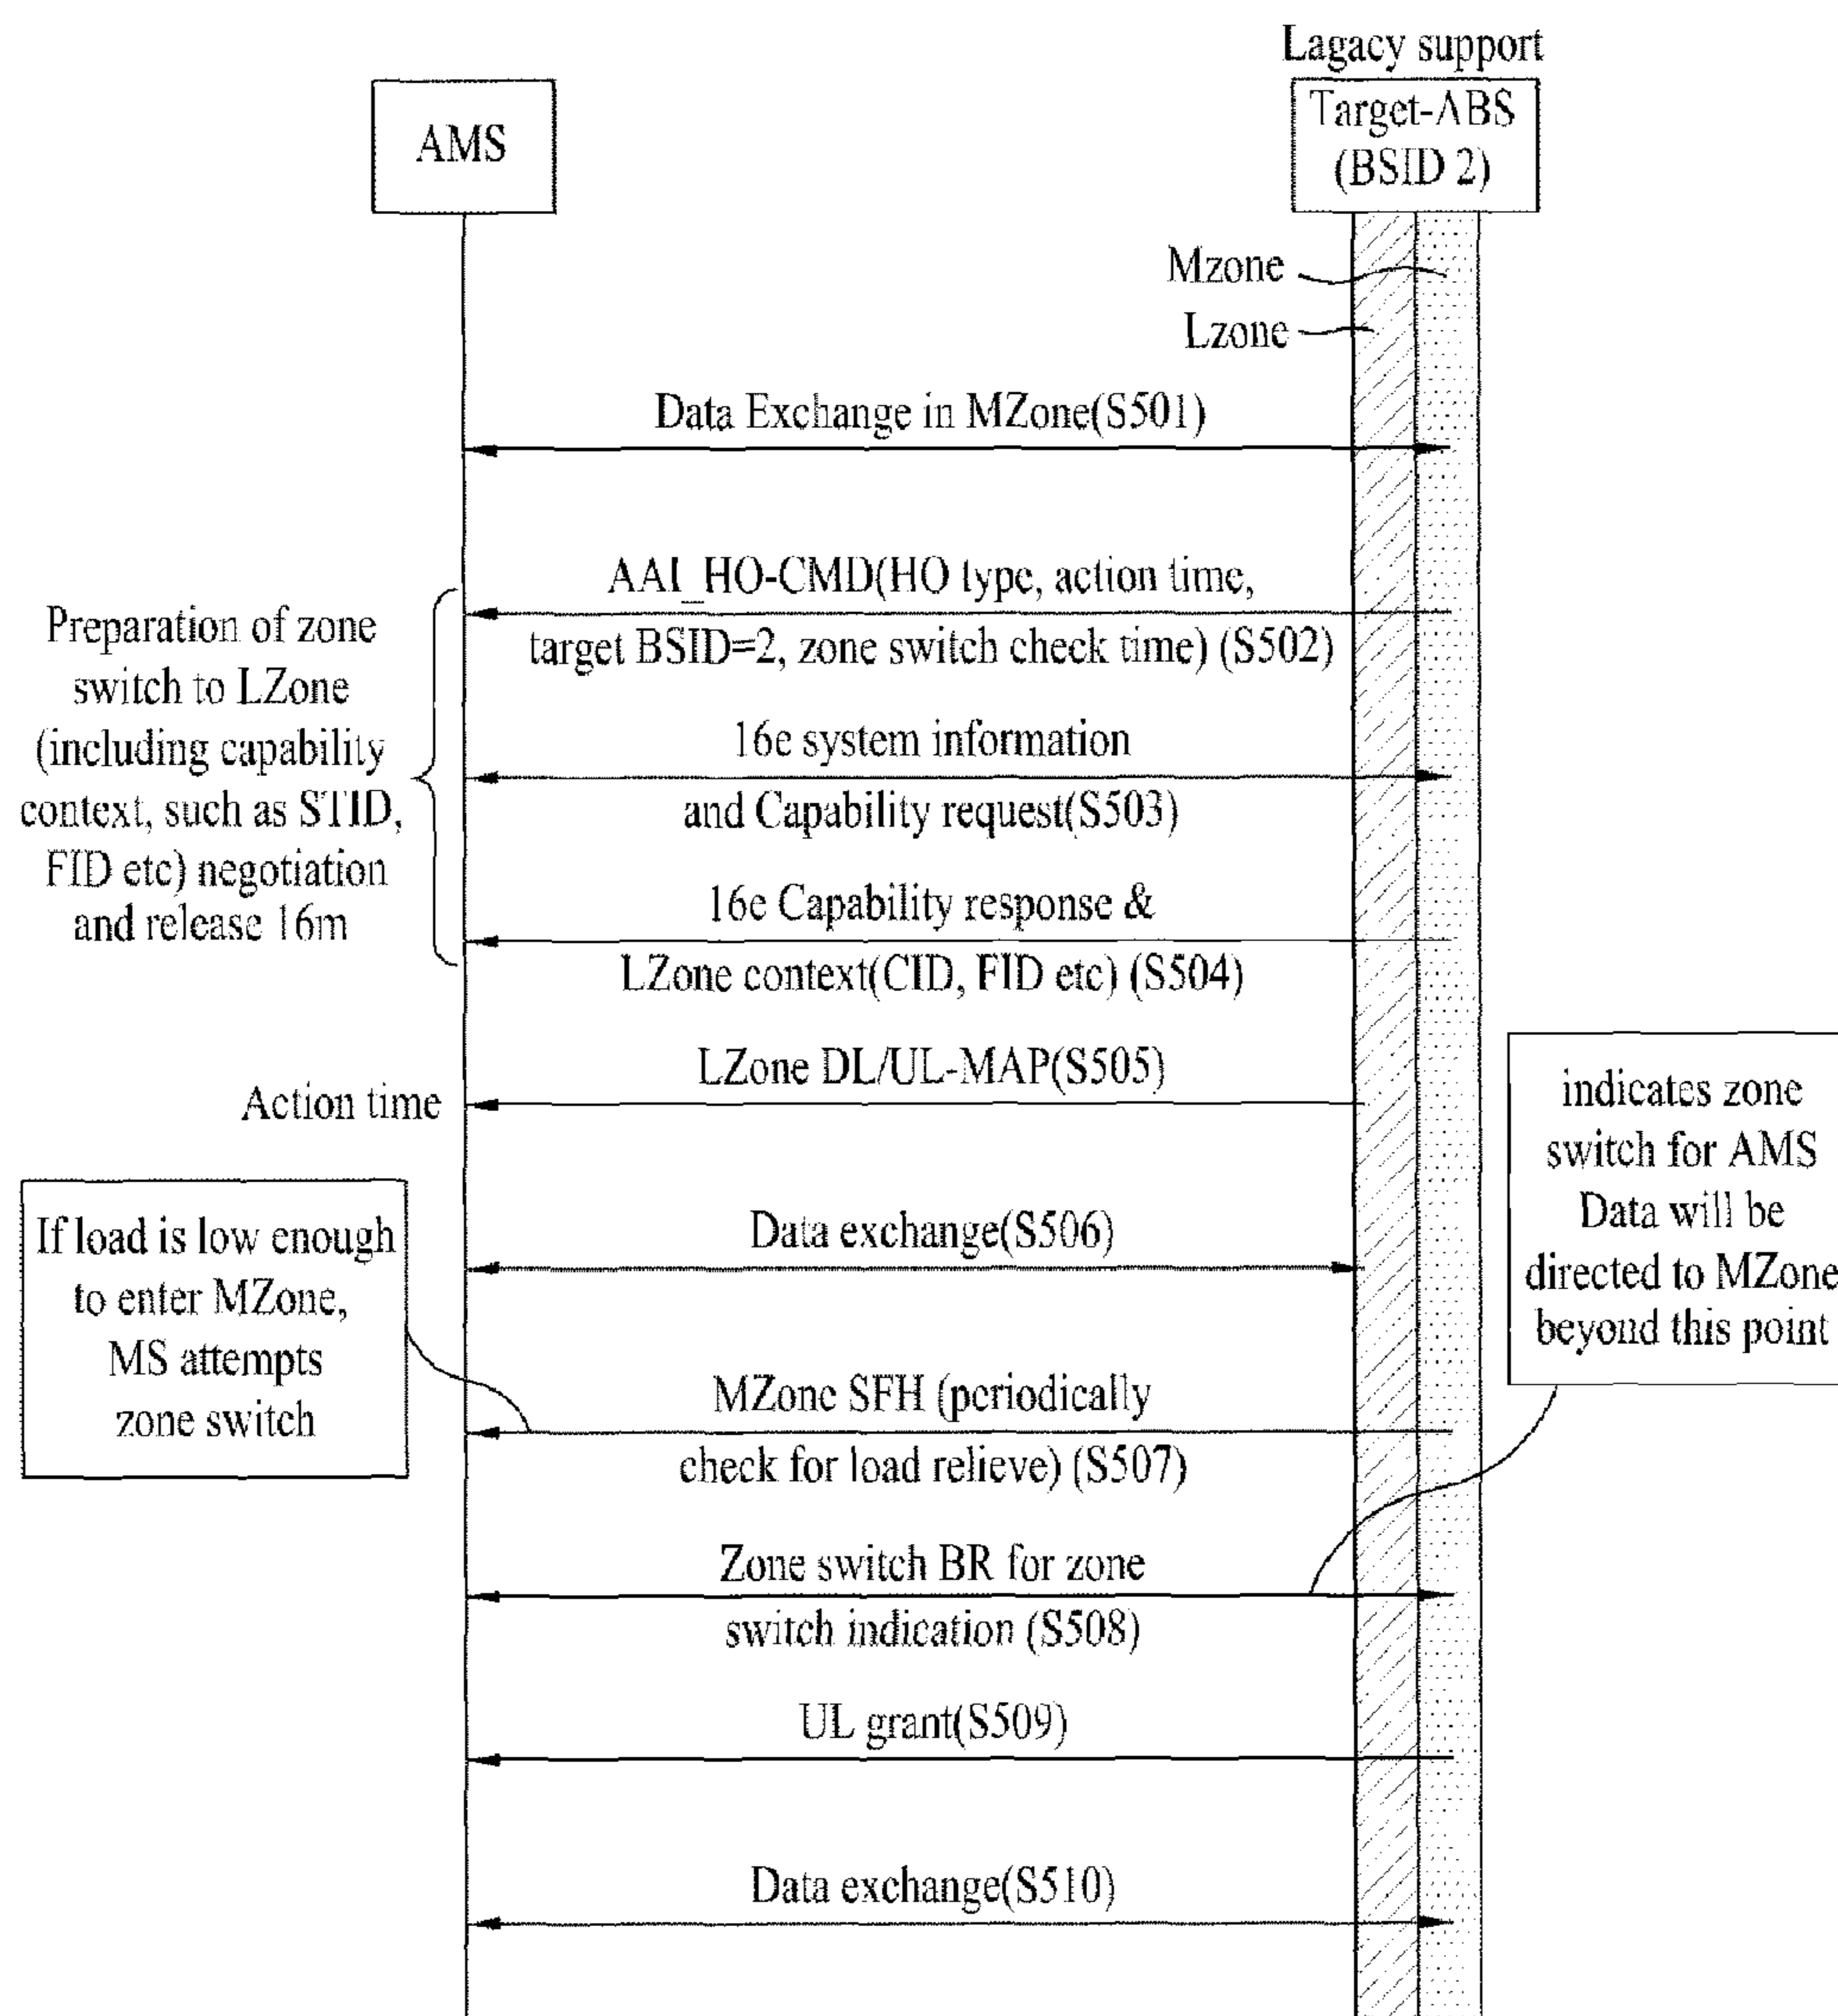 Lagacy support
AMS
Target-ABS
(BSID 2)
Mzone
Lzone
Data Exchange in MZone(S501)
AAI_HO-CMD(HO type, action time,
target BSID=2, zone switch check time) (S502)
Preparation of zone
switch to LZone
(including capability
context, such as STID,
FID etc) negotiation
and release 16m
16e system information
and Capability request(S503)
16e Capability response &
LZone context(CID, FID etc) (S504)
LZone DL/UL-MAP(S505)
Action time
indicates zone
switch for AMS
Data will be
directed to MZone
beyond this point
If load is low enough
to enter MZone,
MS attempts
zone switch
Data exchange(S506)
MZone SFH (periodically
check for load relieve) (S507)
Zone switch BR for zone
switch indication (S508)
UL grant(S509)
Data exchange(S510)